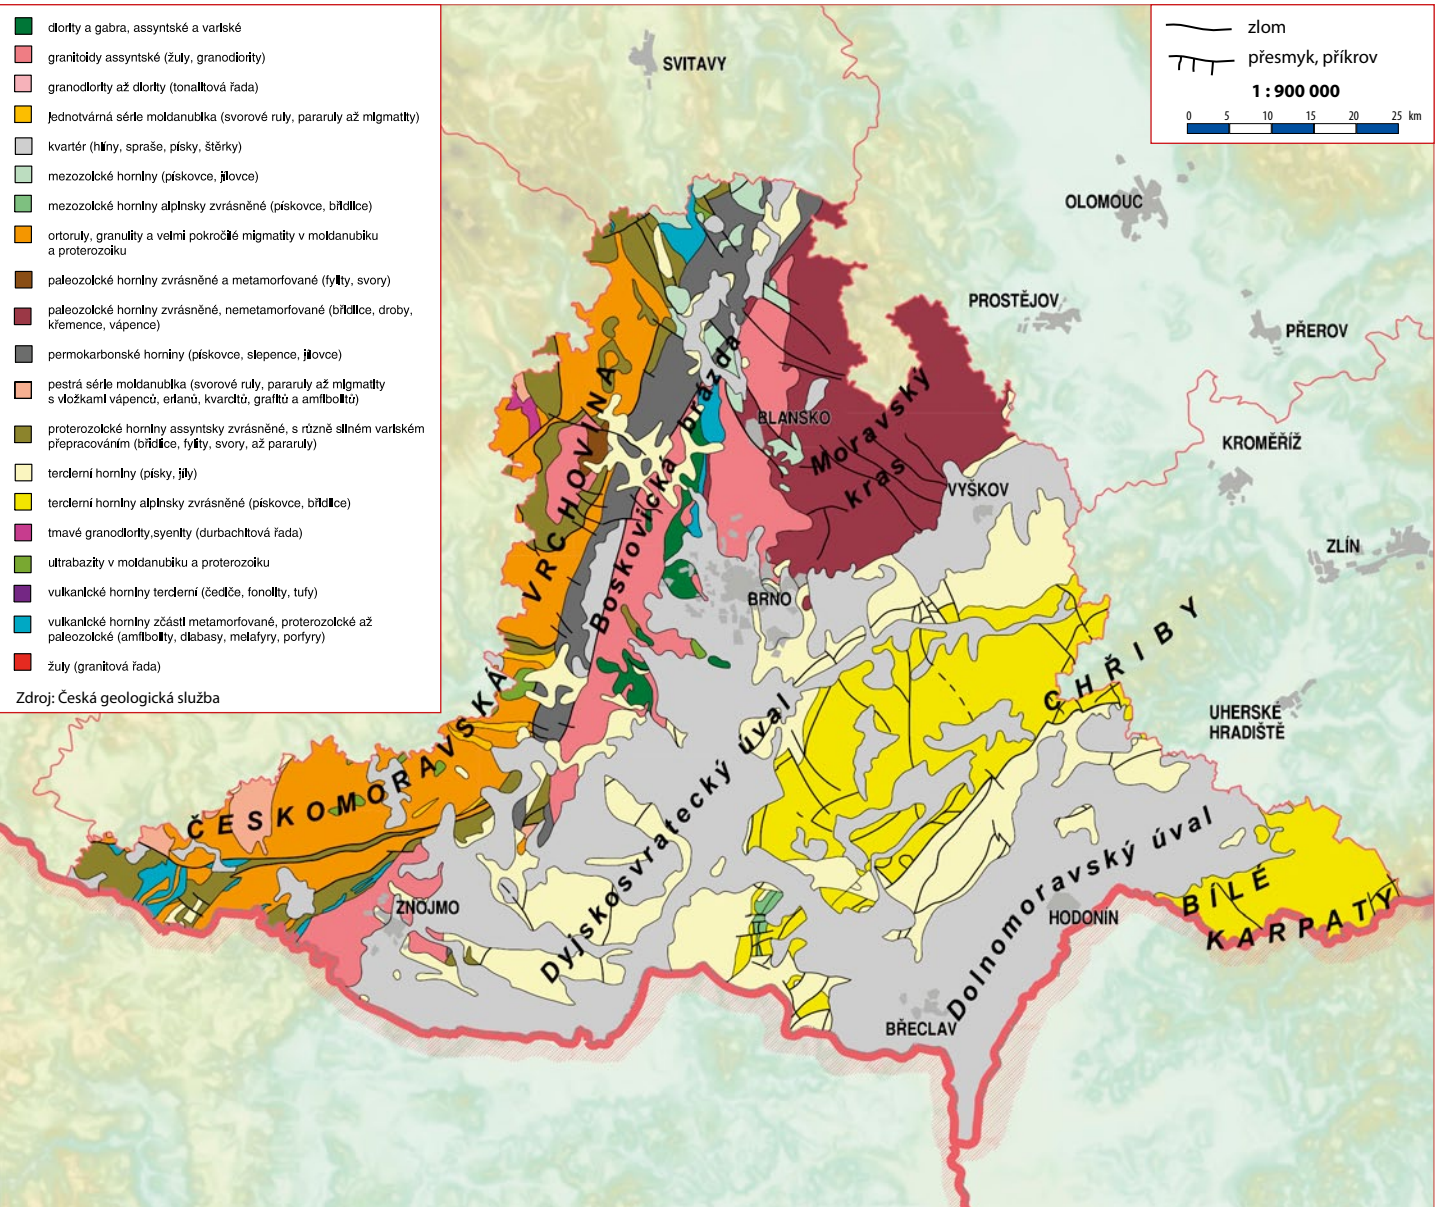 diority a gabra, assyntské a variské
granitoidy assyntské (žuly, granodiority)
granodiority až diority (tonalitová řada)
jednotvárná série moldanubika (svorové ruly, pararuly až migmatity)
kvartér (hlíny, spraše, písky, štěrky)
mezozoické horniny (pískovce, jílovce)
mezozoické horniny alpinsky zvrásněné (pískovce, břidlice)
ortoruly, granulity a velmi pokročilé migmatity v moldanubiku
a proterozoiku
paleozoické horniny zvrásněné a metamorfované (fylity, svory)
paleozoické horniny zvrásněné, nemetamorfované (břidlice, droby,
křemence, vápence)
permokarbonské horniny (pískovce, slepence, jílovce)
pestrá série moldanubika (svorové ruly, pararuly až migmatity
s vložkami vápenců, erlanů, kvarcitů, grafitů a amfibolitů)
proterozoické horniny assyntsky zvrásněné, s různě silném variském
přepracováním (břidlice, fylity, svory, až pararuly)
terciérní horniny (písky, jíly)
terciérní horniny alpinsky zvrásněné (pískovce, břidlice)
tmavé granodiority,syenity (durbachitová řada)
ultrabazity v moldanubiku a proterozoiku
vulkanické horniny terciérní (čediče, fonolity, tufy)
vulkanické horniny zčásti metamorfované, proterozoické až
paleozoické (amfibolity, diabasy, melafyry, porfyry)
žuly (granitová řada)
Zdroj: Česká geologická služba
zlom
přesmyk, příkrov
1 : 900 000
0 5 10 15 20 25 km
SVITAVY
OLOMOUC
PROSTĚJOV
PŘEROV
BLANSKO
KROMĚŘÍŽ
VYŠKOV
ZLÍN
BRNO
UHERSKÉ
HRADIŠTĚ
ZNOJMO
HODONÍN
BŘECLAV
ČESKOMORAVSKÁ VRCHOVINA
Boskovická brázda
Moravský
kras
CHŘIBY
Dyjskosvratecký úval
Dolnomoravský úval
BÍLÉ
KARPATY